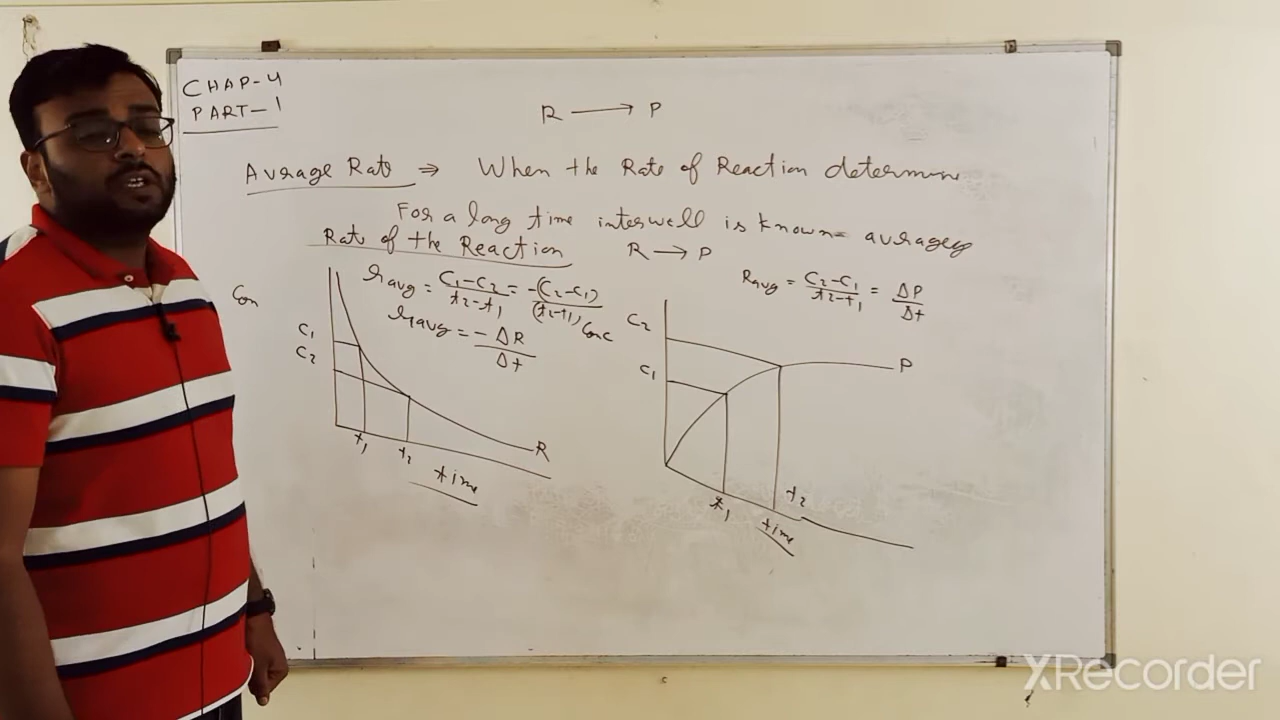 CHAP-4
PART-1
R ⟶ P
Average Rate ⇒ When the Rate of Reaction determine
For a long time interwell is known = averagey
Rate of the Reaction
R → P
ravg = C1-C2/t2-t1 = -(C2-C1)/(t2-t1)
ravg = -ΔR/Δt
Con
C1
C2
t1
t2
time
R
Ravg = C2-C1/t2-t1 = ΔP/Δt
Conc
C2
C1
P
t1
t2
time
XRecorder